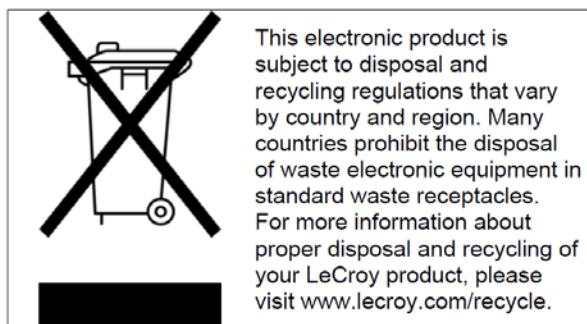 This electronic product is
subject to disposal and
recycling regulations that vary
by country and region. Many
countries prohibit the disposal
of waste electronic equipment in
standard waste receptacles.
For more information about
proper disposal and recycling of
your LeCroy product, please
visit www.lecroy.com/recycle.